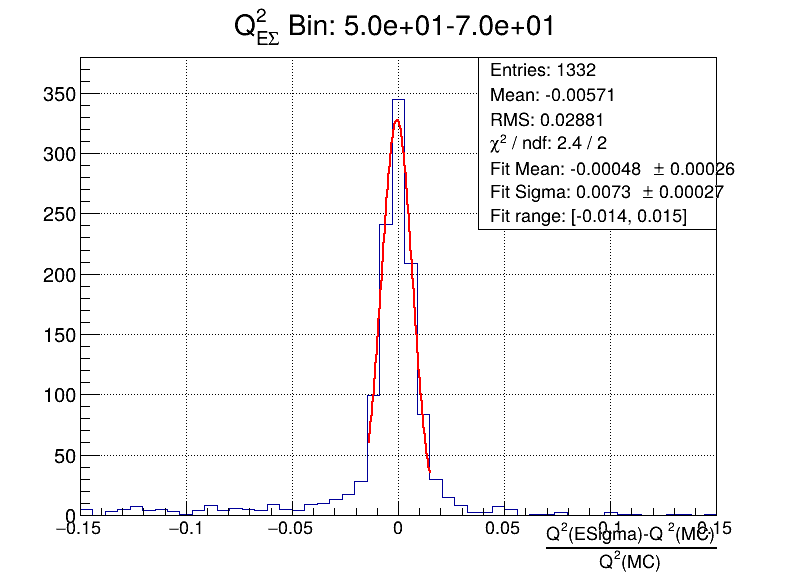 Q²_EΣ Bin: 5.0e+01-7.0e+01
Entries: 1332
Mean: -0.00571
RMS: 0.02881
χ² / ndf: 2.4 / 2
Fit Mean: -0.00048 ± 0.00026
Fit Sigma: 0.0073 ± 0.00027
Fit range: [-0.014, 0.015]
350
300
250
200
150
100
50
0
−0.15 −0.1 −0.05 0 0.05 0.1 0.15
Q²(ESigma)-Q²(MC)
Q²(MC)